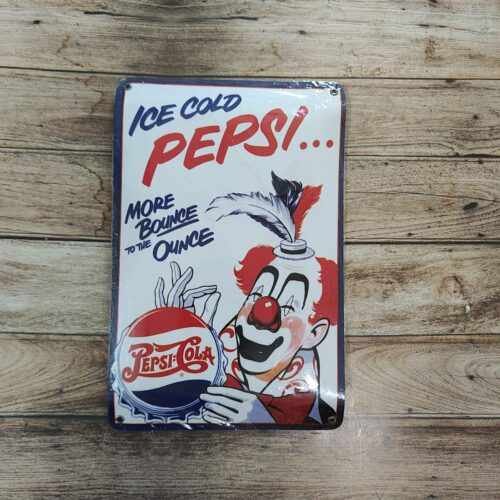 ICE COLD
PEPSI...
MORE
BOUNCE
TO THE OUNCE
PEPSI:COLA